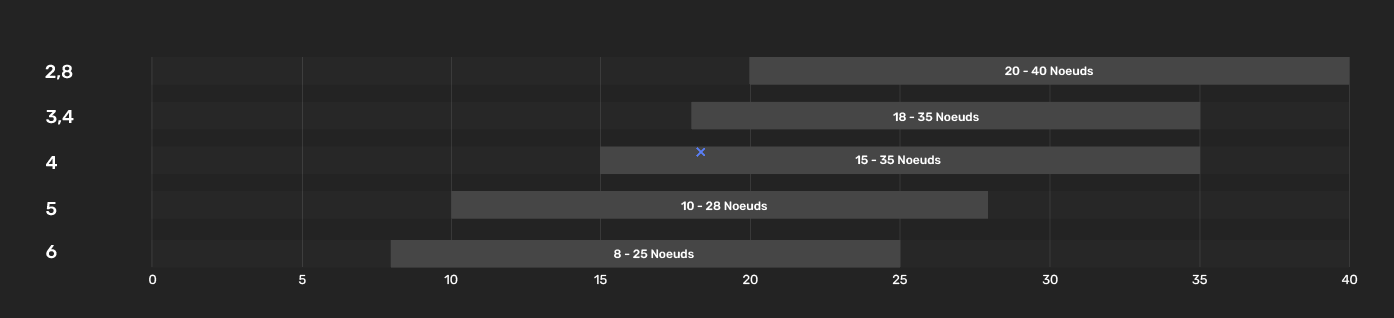 2,8 20 - 40 Noeuds
3,4 18 - 35 Noeuds
4 15 - 35 Noeuds
5 10 - 28 Noeuds
6 8 - 25 Noeuds
0 5 10 15 20 25 30 35 40